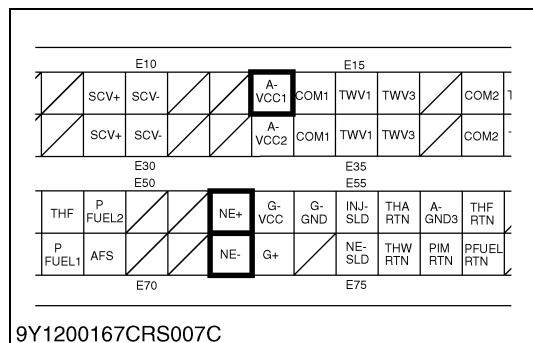 E10 E15
SCV+ SCV- A-VCC1 COM1 TWV1 TWV3 COM2
SCV+ SCV- A-VCC2 COM1 TWV1 TWV3 COM2
E30 E35
E50 E55
THF P FUEL2 NE+ G-VCC G-GND INJ-SLD THA RTN A-GND3 THF RTN
P FUEL1 AFS NE- G+ NE-SLD THW RTN PIM RTN PFUEL RTN
E70 E75
9Y1200167CRS007C